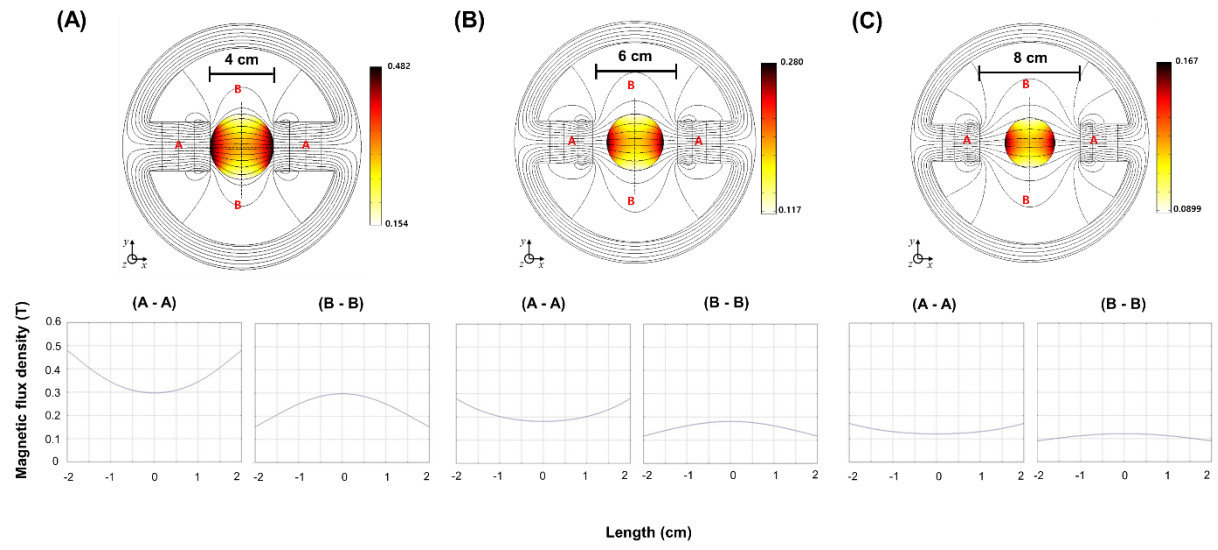 (A)
4 cm
B
A
A
B
0.482
0.154
y
z
x
(B)
6 cm
B
A
A
B
0.280
0.117
y
z
x
(C)
8 cm
B
A
A
B
0.167
0.0899
y
z
x
(A - A)
(B - B)
(A - A)
(B - B)
(A - A)
(B - B)
Magnetic flux density (T)
0.6
0.5
0.4
0.3
0.2
0.1
0
-2 0 1 2
-2 -1 0 1 2
-2 -1 0 1 2
-2 -1 0 1 2
-2 -1 0 1 2
-2 -1 0 1 2
Length (cm)